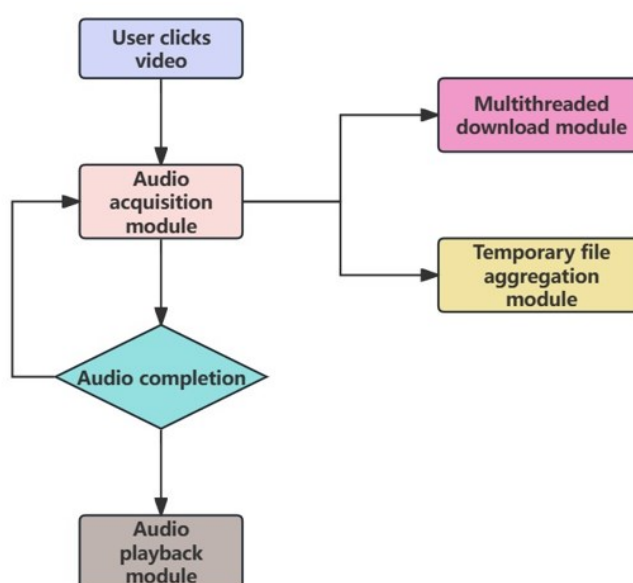 User clicks
video
Multithreaded
download module
Audio
acquisition
module
Temporary file
aggregation
module
Audio completion
Audio
playback
module